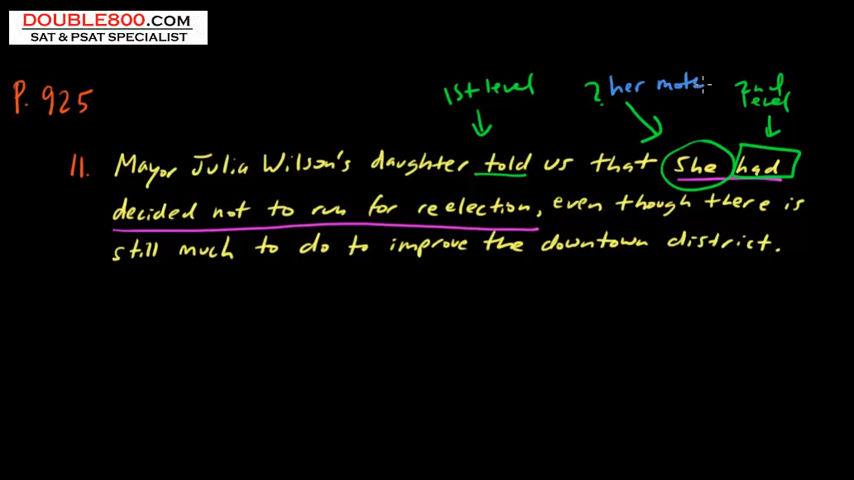 DOUBLE800.COM
SAT & PSAT SPECIALIST
P. 925
1st level
? her mote
2nd level
11. Mayor Julia Wilson's daughter told us that She had
decided not to run for reelection, even though there is
still much to do to improve the downtown district.